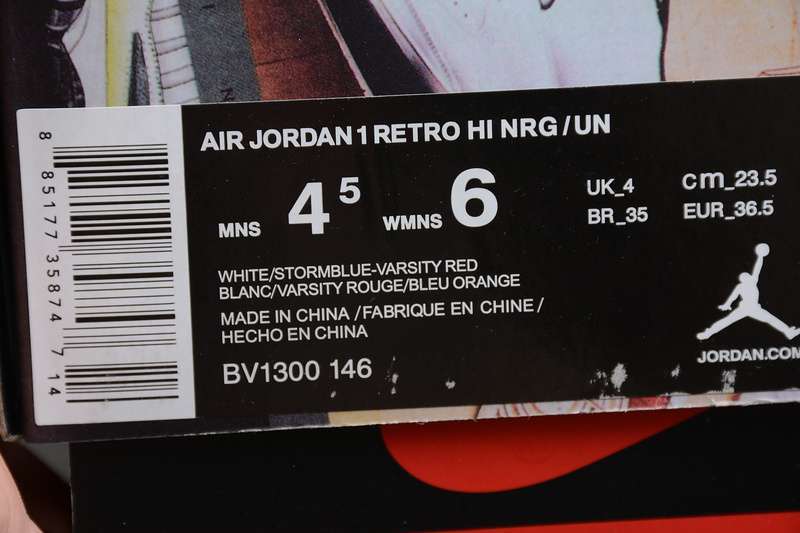 AIR JORDAN 1 RETRO HI NRG / UN
MNS 4 5 WMNS 6
UK_4 cm_23.5
BR_35 EUR_36.5
WHITE/STORMBLUE-VARSITY RED
BLANC/VARSITY ROUGE/BLEU ORANGE
MADE IN CHINA / FABRIQUE EN CHINE /
HECHO EN CHINA
BV1300 146
JORDAN.COM
8 85177 35874 7 14